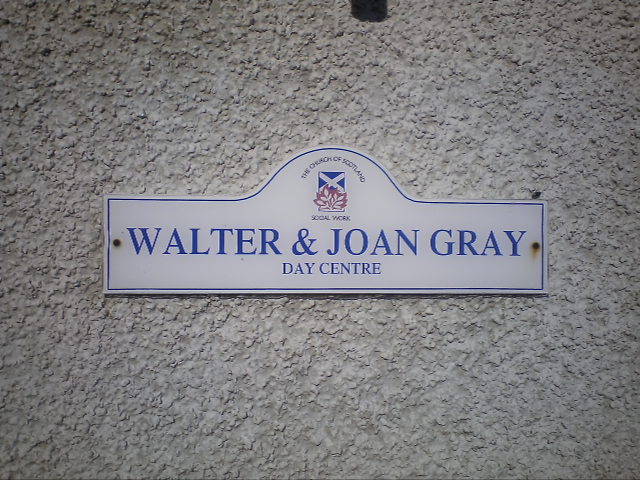 THE CHURCH OF SCOTLAND
SOCIAL WORK
WALTER & JOAN GRAY
DAY CENTRE